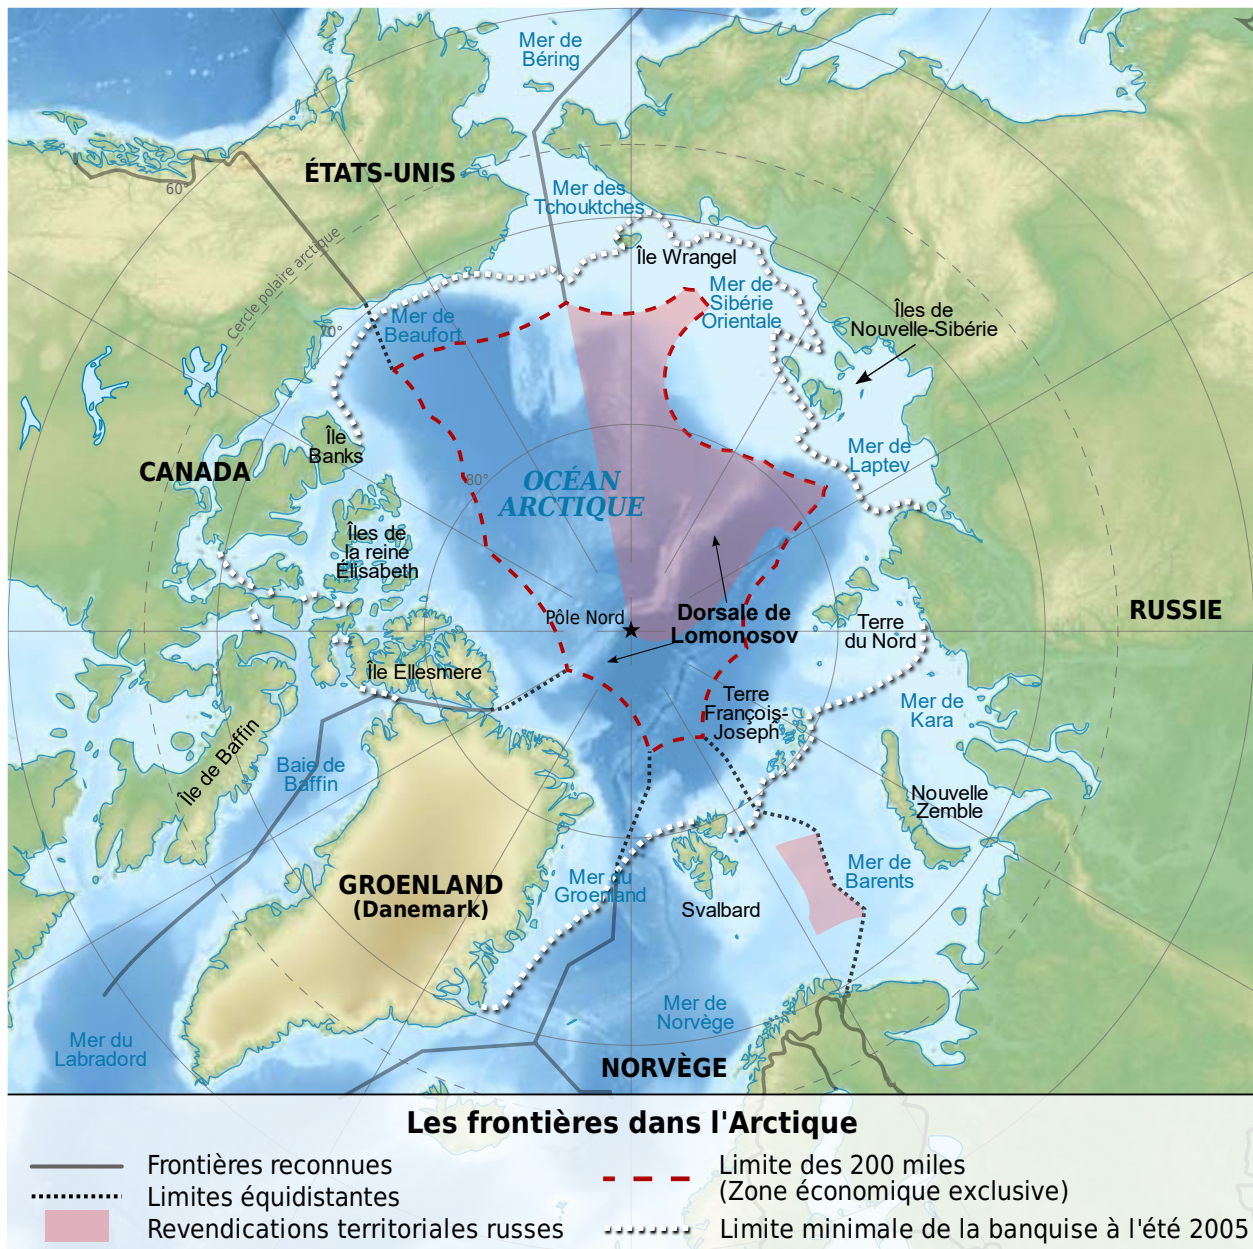 Mer de
Béring
ÉTATS-UNIS
60°
Mer des
Tchouktches
Cercle polaire arctique
Île Wrangel
Mer de
Sibérie
Orientale
Îles de
Nouvelle-Sibérie
Mer de
Beaufort
70°
Île
Banks
CANADA
Mer de
Laptev
80°
OCÉAN
ARCTIQUE
Îles de
la reine
Élisabeth
Pôle Nord
Dorsale de
Lomonosov
RUSSIE
Terre
du Nord
Île Ellesmere
Terre
François-
Joseph
Mer de
Kara
Île de Baffin
Baie de
Baffin
Nouvelle
Zemble
GROENLAND
(Danemark)
Mer du
Groenland
Mer de
Barents
Svalbard
Mer de
Norvège
Mer du
Labradord
NORVÈGE
Les frontières dans l'Arctique
Frontières reconnues
Limites équidistantes
Revendications territoriales russes
Limite des 200 miles
(Zone économique exclusive)
Limite minimale de la banquise à l'été 2005